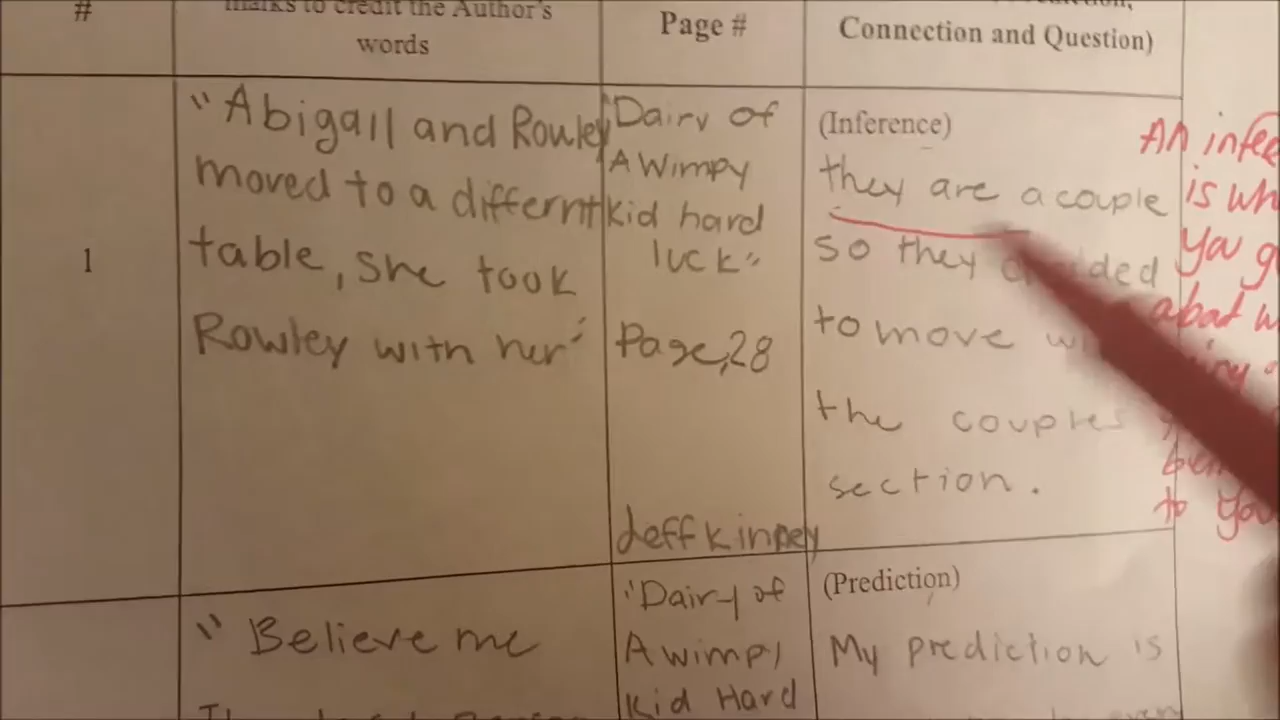 #
marks to credit the Author's
words
Page #
Connection and Question)
1
"Abigall and Rowley
moved to a differnt
table, she took
Rowley with her"
"Dairy of
A Wimpy
kid hard
luck"
Page,28
Jeff kinney
(Inference)
they are a couple
so they decided
to move
the couples
section.
An
is
you
to
"Believe me
"Dairy of
A wimpy
Kid Hard
(Prediction)
My prediction is